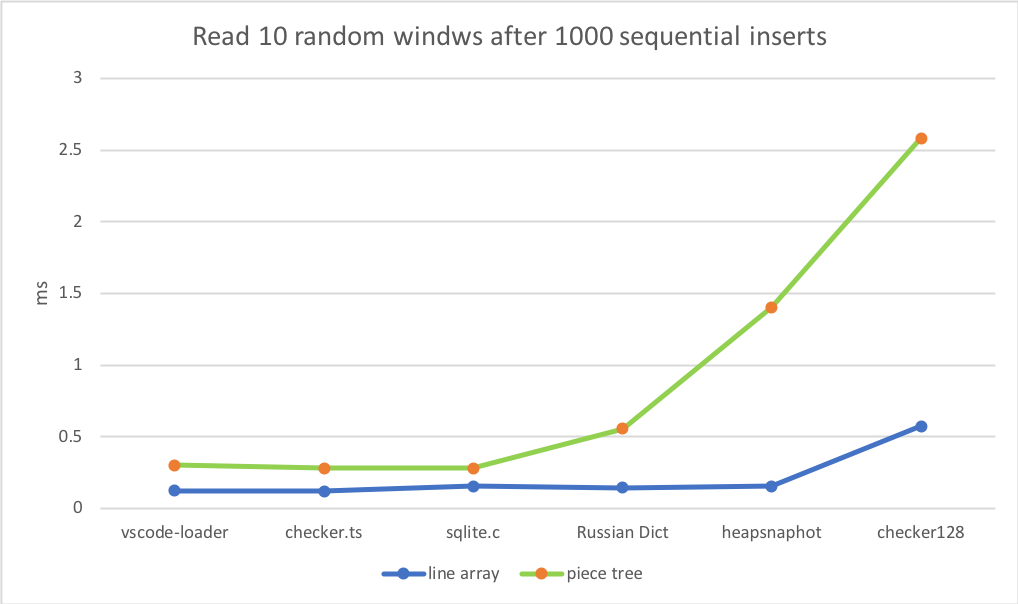 Read 10 random windws after 1000 sequential inserts
3
2.5
2
1.5
1
0.5
0
ms
vscode-loader checker.ts sqlite.c Russian Dict heapsnaphot checker128
line array piece tree